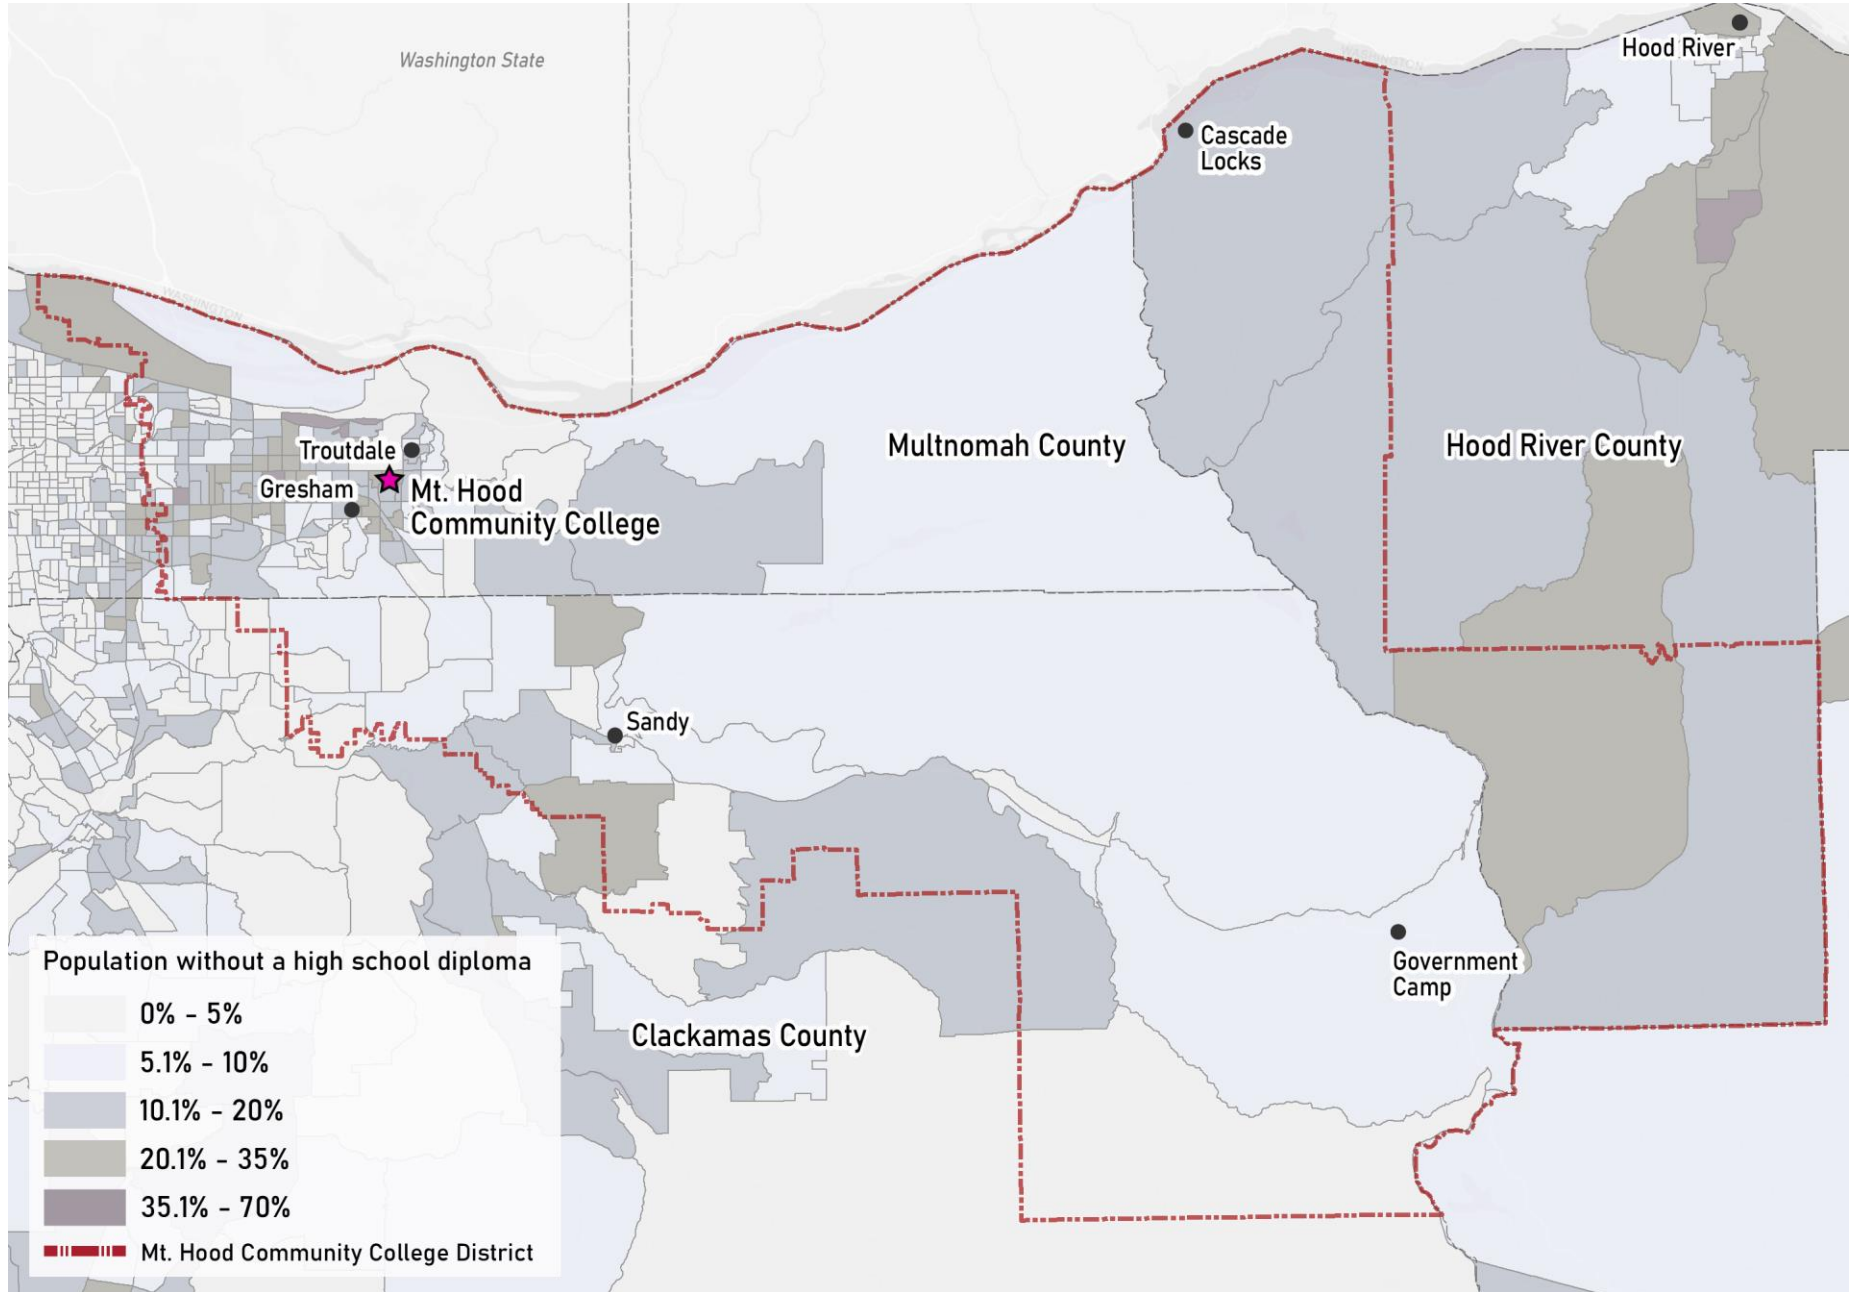 Washington State
WASHINGTON
Hood River
Cascade
Locks
WASHINGTON
Multnomah County
Hood River County
Troutdale
Gresham
Mt. Hood
Community College
Sandy
Government
Camp
Clackamas County
Population without a high school diploma
0% - 5%
5.1% - 10%
10.1% - 20%
20.1% - 35%
35.1% - 70%
Mt. Hood Community College District